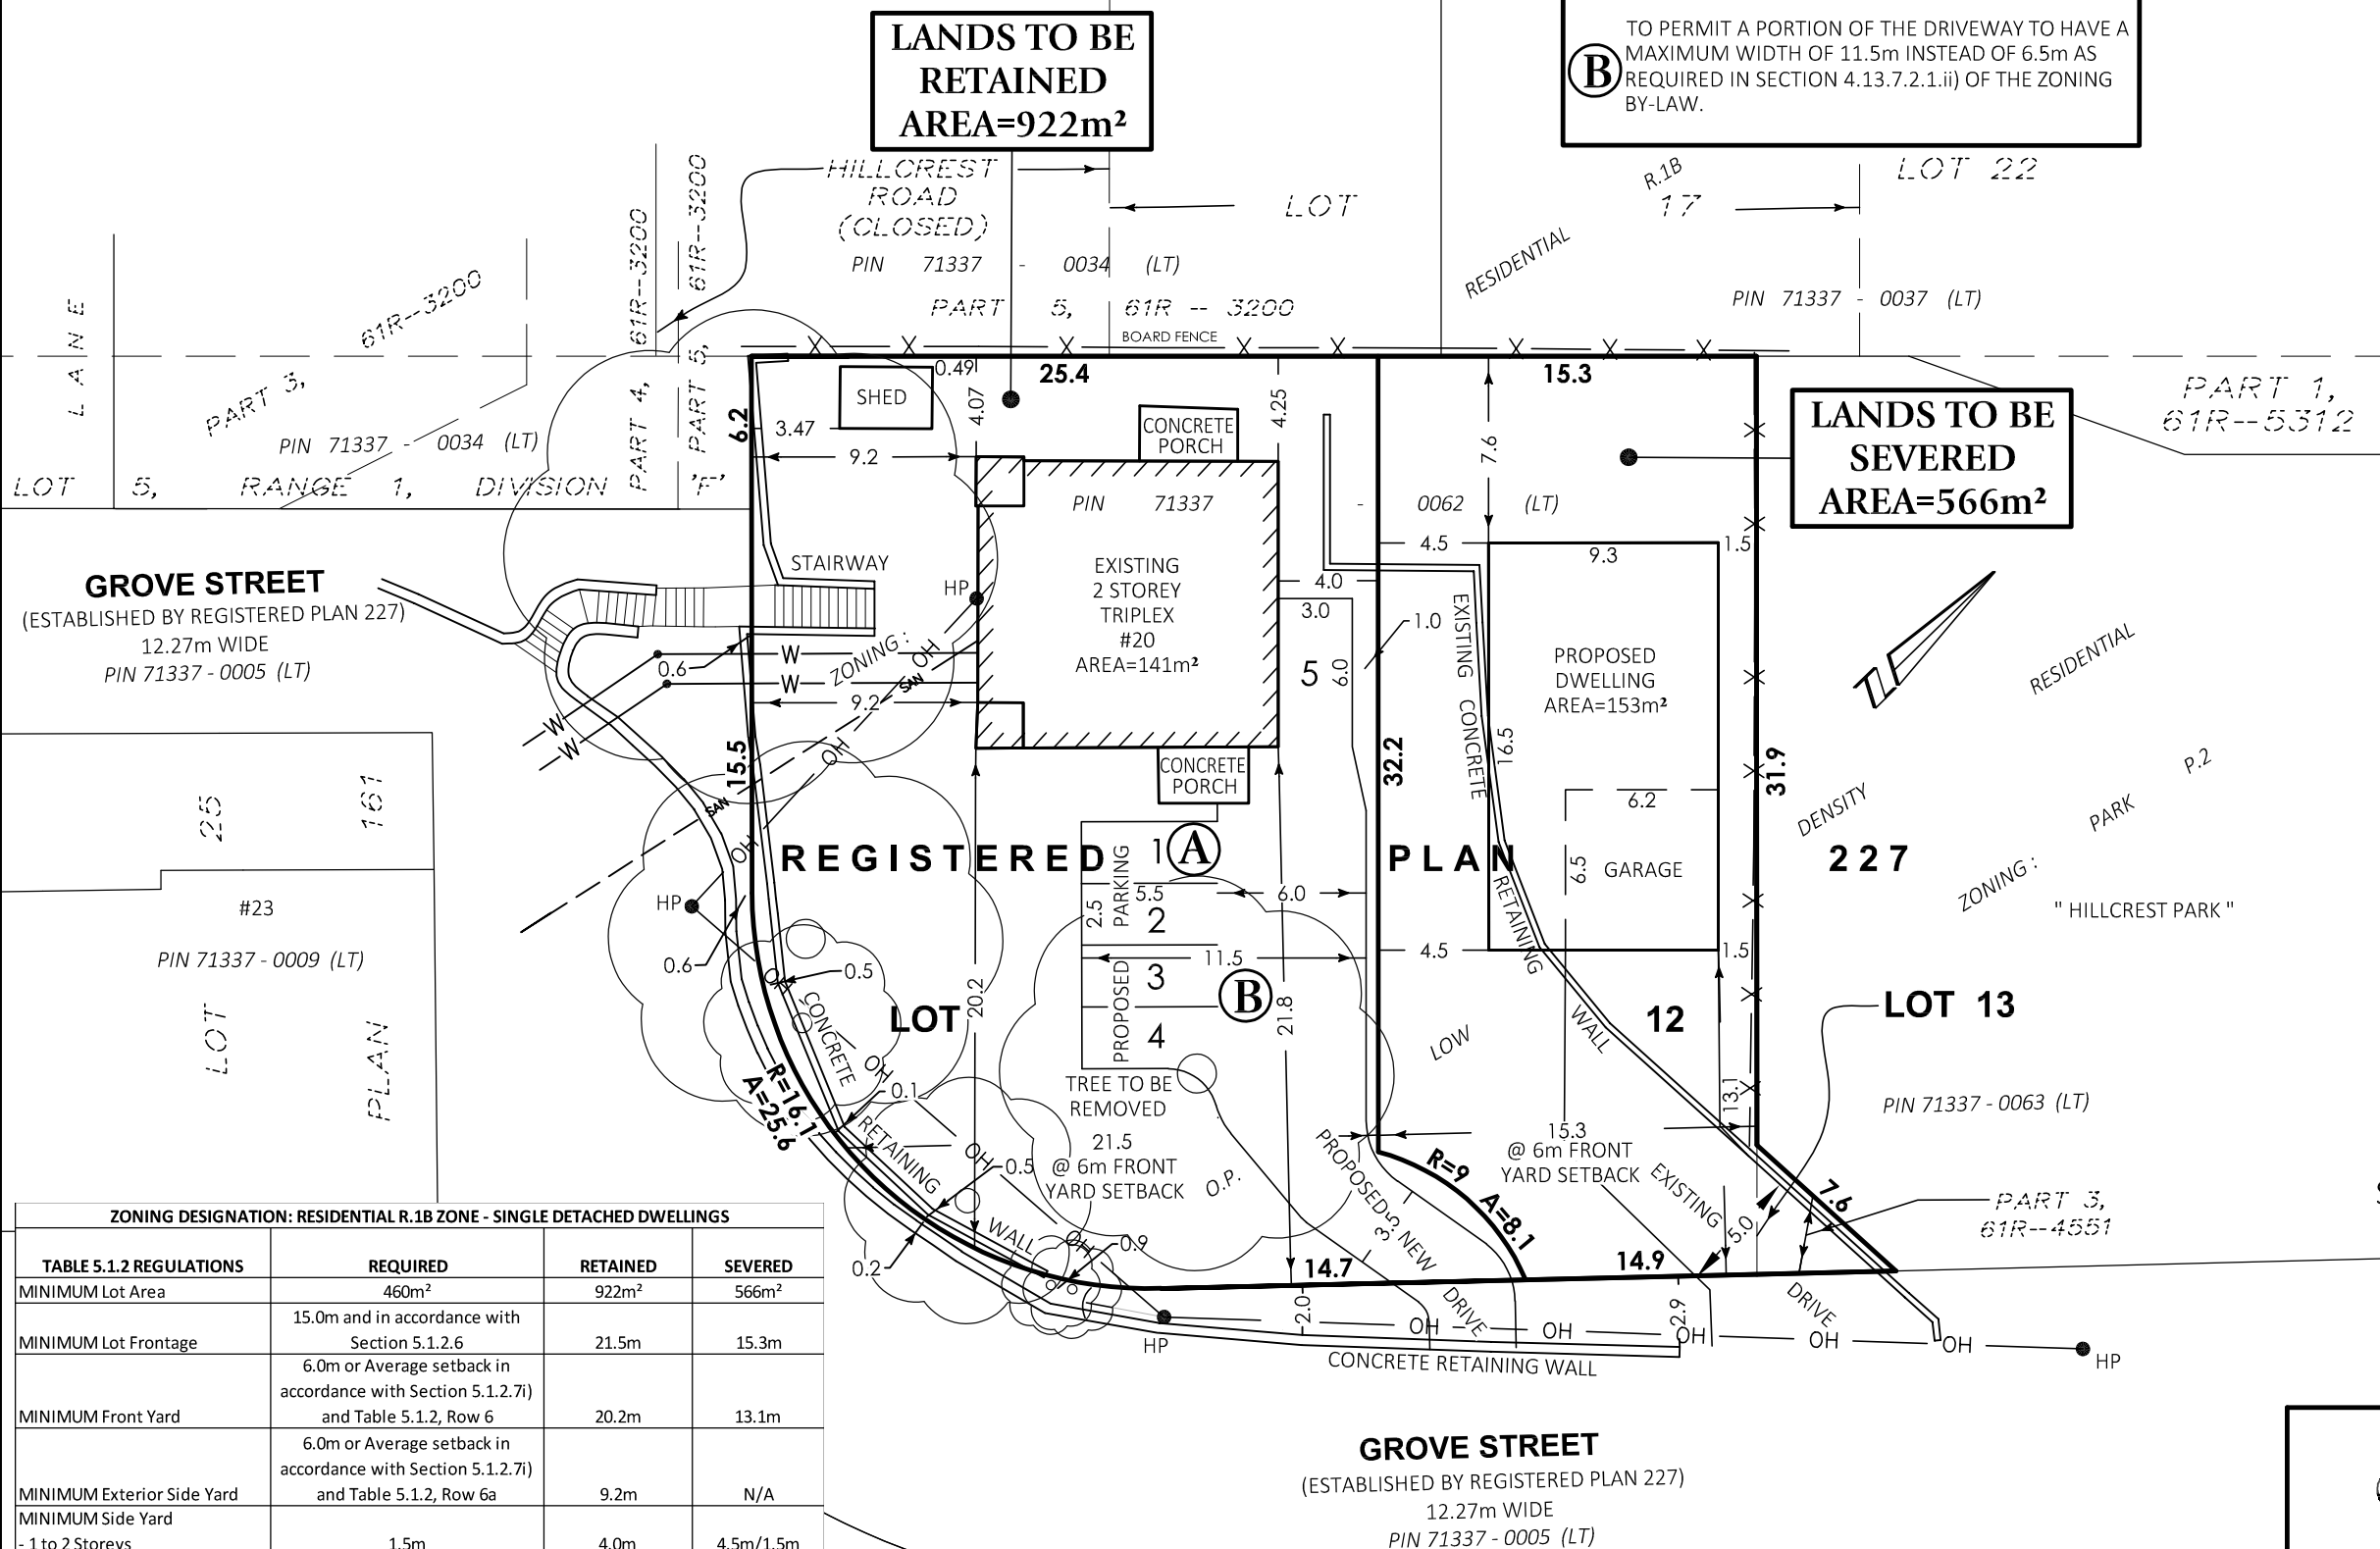 LANDS TO BE
RETAINED
AREA=922m²
TO PERMIT A PORTION OF THE DRIVEWAY TO HAVE A
MAXIMUM WIDTH OF 11.5m INSTEAD OF 6.5m AS
REQUIRED IN SECTION 4.13.7.2.1.ii) OF THE ZONING
BY-LAW.
B
HILLCREST
ROAD
(CLOSED)
LOT
R.1B
17
LOT 22
PIN 71337 - 0034 (LT)
PART 5, 61R -- 3200
BOARD FENCE
RESIDENTIAL
PIN 71337 - 0037 (LT)
LANE
61R--3200
PART 3,
PIN 71337 - 0034 (LT)
PART 4, 61R--3200
PART 5, 61R--3200
LOT 5, RANGE 1, DIVISION 'F'
PART 1,
61R--5312
LANDS TO BE
SEVERED
AREA=566m²
25.4
15.3
0.49
SHED
4.07
4.25
6.2
3.47
9.2
CONCRETE
PORCH
7.6
PIN 71337 - 0062 (LT)
STAIRWAY
HP
EXISTING
2 STOREY
TRIPLEX
#20
AREA=141m²
4.5
9.3
1.5
4.0
3.0
1.0
5
6.0
GROVE STREET
(ESTABLISHED BY REGISTERED PLAN 227)
12.27m WIDE
PIN 71337-0005 (LT)
0.6
W
W
W
W
ZONING :
OH
SAN
9.2
15.5
OH
SAN
OH
EXISTING CONCRETE
RETAINING
WALL
16.5
32.2
31.9
PROPOSED
DWELLING
AREA=153m²
6.2
6.5
GARAGE
RESIDENTIAL
DENSITY
P.2
PARK
ZONING :
" HILLCREST PARK "
CONCRETE
PORCH
REGISTERED PLAN 227
25
161
#23
PIN 71337-0009 (LT)
LOT
PLAN
HP
0.6
0.5
1
A
PARKING
5.5
2.5
2
6.0
11.5
3
PROPOSED
4
B
4.5
1.5
20.2
21.8
LOT
12
LOT 13
LOW
CONCRETE
OH
RETAINING
WALL
R=16.1
A=25.6
0.1
OH
TREE TO BE
REMOVED
21.5
@ 6m FRONT
YARD SETBACK
O.P.
OH
0.5
PIN 71337-0063 (LT)
13.1
15.3
@ 6m FRONT
YARD SETBACK
R=9
A=8.1
PROPOSED NEW
DRIVE
3.5
EXISTING
DRIVE
5.0
7.6
PART 3,
61R--4551
0.2
OH
0.9
14.7
14.9
2.0
2.9
HP
OH
OH
OH
OH
OH
HP
CONCRETE RETAINING WALL
GROVE STREET
(ESTABLISHED BY REGISTERED PLAN 227)
12.27m WIDE
PIN 71337-0005 (LT)
ZONING DESIGNATION: RESIDENTIAL R.1B ZONE - SINGLE DETACHED DWELLINGS
TABLE 5.1.2 REGULATIONS REQUIRED RETAINED SEVERED
MINIMUM Lot Area 460m² 922m² 566m²
15.0m and in accordance with
MINIMUM Lot Frontage Section 5.1.2.6 21.5m 15.3m
6.0m or Average setback in
accordance with Section 5.1.2.7i)
MINIMUM Front Yard and Table 5.1.2, Row 6 20.2m 13.1m
6.0m or Average setback in
accordance with Section 5.1.2.7i)
MINIMUM Exterior Side Yard and Table 5.1.2, Row 6a 9.2m N/A
MINIMUM Side Yard
- 1 to 2 Storeys 1.5m 4.0m 4.5m/1.5m